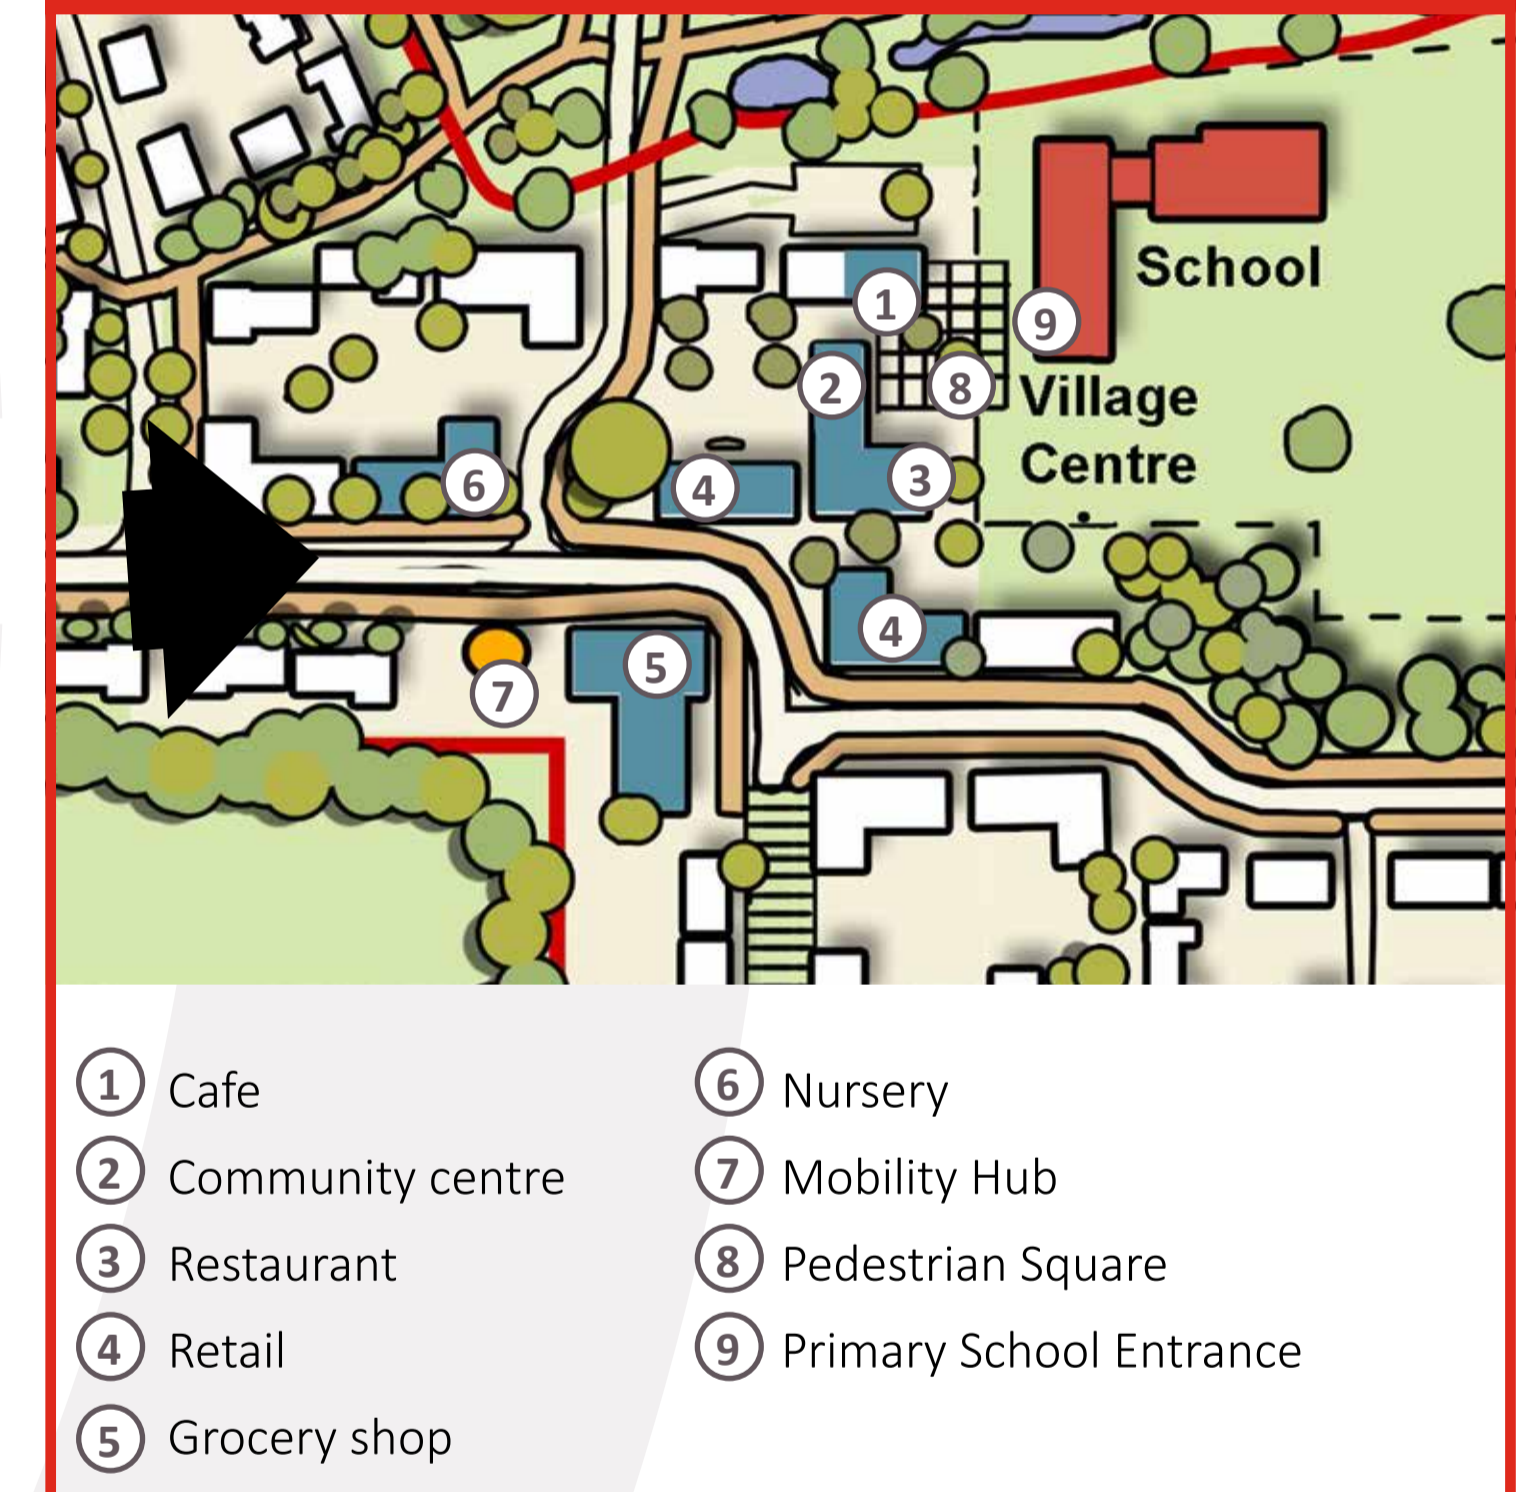 School
1
9
2
8
Village
Centre
3
6
4
4
5
7
1 Cafe
2 Community centre
3 Restaurant
4 Retail
5 Grocery shop
6 Nursery
7 Mobility Hub
8 Pedestrian Square
9 Primary School Entrance